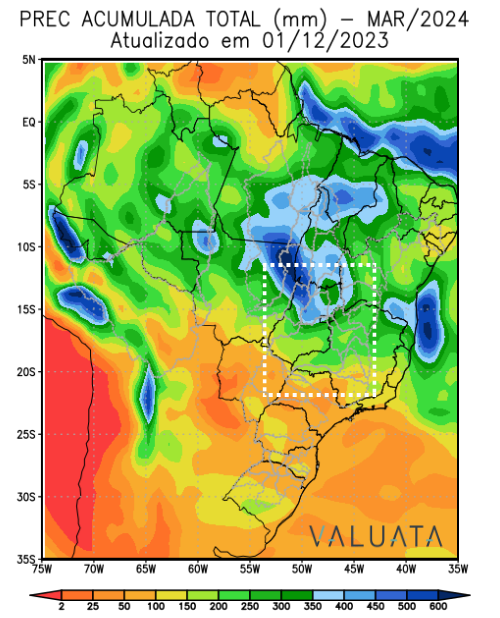 PREC ACUMULADA TOTAL (mm) – MAR/2024
Atualizado em 01/12/2023
5N
EQ
5S
10S
15S
20S
25S
30S
35S
75W 70W 65W 60W 55W 50W 45W 40W 35W
VALUATA
2 25 50 100 150 200 250 300 350 400 450 500 600